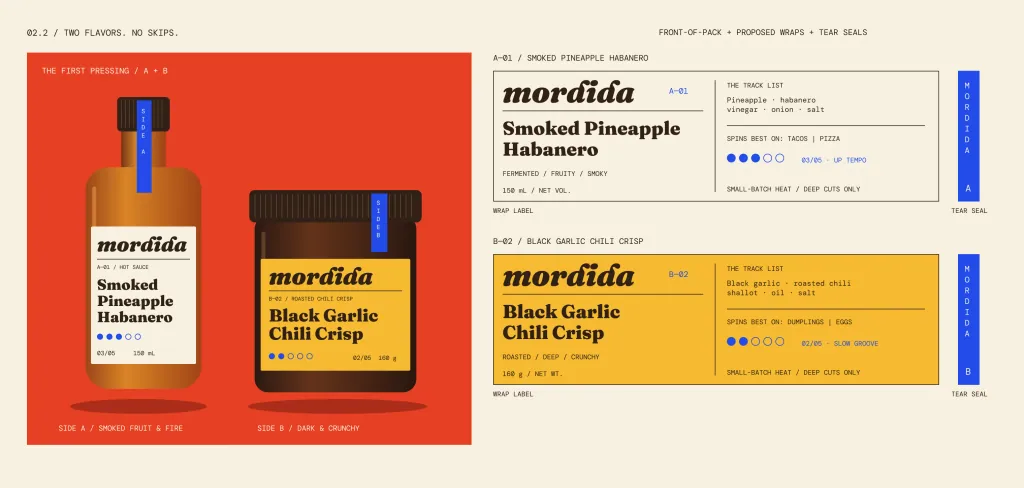 02.2 / TWO FLAVORS. NO SKIPS.
FRONT-OF-PACK + PROPOSED WRAPS + TEAR SEALS
THE FIRST PRESSING / A + B
SIDE A
mordida
A—01 / HOT SAUCE
Smoked
Pineapple
Habanero
03/05 150 mL
SIDE B
mordida
B—02 / ROASTED CHILI CRISP
Black Garlic
Chili Crisp
02/05 160 g
SIDE A / SMOKED FRUIT & FIRE
SIDE B / DARK & CRUNCHY
A—01 / SMOKED PINEAPPLE HABANERO
mordida
A—01
Smoked Pineapple
Habanero
FERMENTED / FRUITY / SMOKY
150 mL / NET VOL.
THE TRACK LIST
Pineapple · habanero
vinegar · onion · salt
SPINS BEST ON: TACOS | PIZZA
03/05 · UP TEMPO
SMALL-BATCH HEAT / DEEP CUTS ONLY
MORDIDA A
WRAP LABEL
TEAR SEAL
B—02 / BLACK GARLIC CHILI CRISP
mordida
B—02
Black Garlic
Chili Crisp
ROASTED / DEEP / CRUNCHY
160 g / NET WT.
THE TRACK LIST
Black garlic · roasted chili
shallot · oil · salt
SPINS BEST ON: DUMPLINGS | EGGS
02/05 · SLOW GROOVE
SMALL-BATCH HEAT / DEEP CUTS ONLY
MORDIDA B
WRAP LABEL
TEAR SEAL